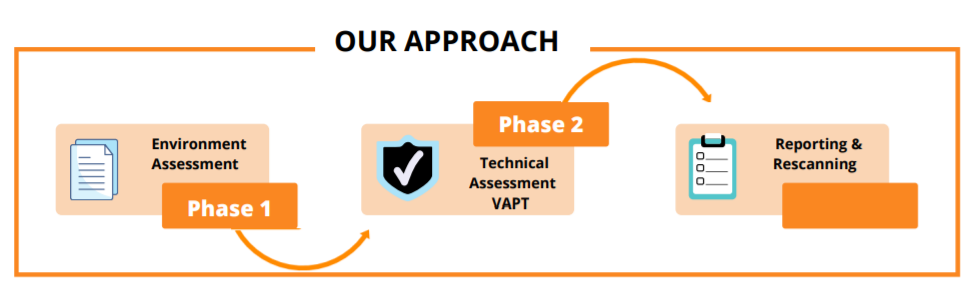 OUR APPROACH
Environment
Assessment
Phase 1
Phase 2
Technical
Assessment
VAPT
Reporting &
Rescanning